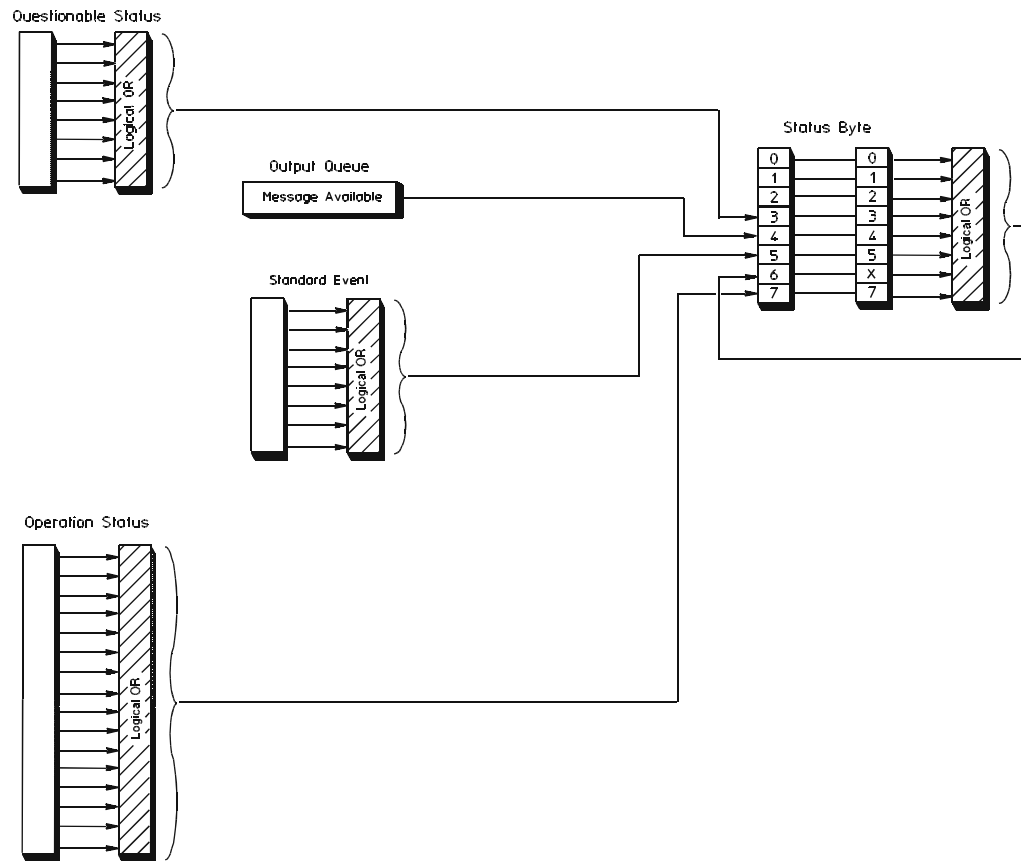 Questionable Status
Logical OR
Output Queue
Message Available
Standard Event
Logical OR
Operation Status
Logical OR
Status Byte
0 0
1 1
2 2
3 3
4 4
5 5
6 X
7 7
Logical OR